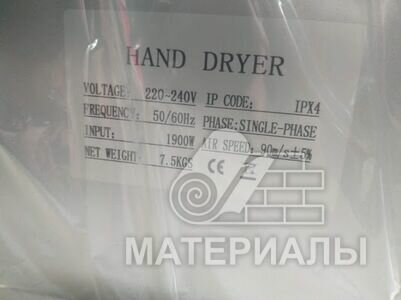 HAND DRYER
VOLTAGE: 220~240V IP CODE: IPX4
FREQUENCY: 50/60Hz PHASE:SINGLE-PHASE
INPUT: 1900W AIR SPEED: 90m/s±5%
NET WEIGHT: 7.5KGS
CE
МАТЕРИАЛЫ